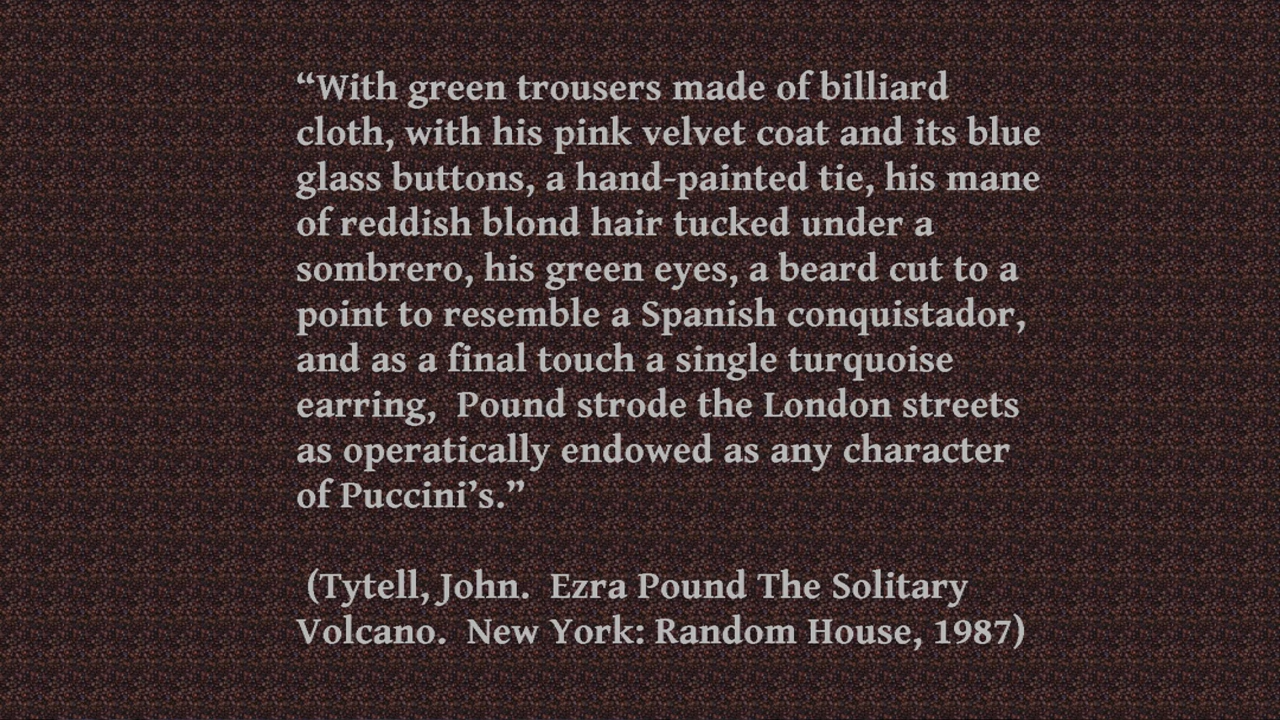 “With green trousers made of billiard
cloth, with his pink velvet coat and its blue
glass buttons, a hand-painted tie, his mane
of reddish blond hair tucked under a
sombrero, his green eyes, a beard cut to a
point to resemble a Spanish conquistador,
and as a final touch a single turquoise
earring,  Pound strode the London streets
as operatically endowed as any character
of Puccini’s.”
(Tytell, John.  Ezra Pound The Solitary
Volcano.  New York: Random House, 1987)